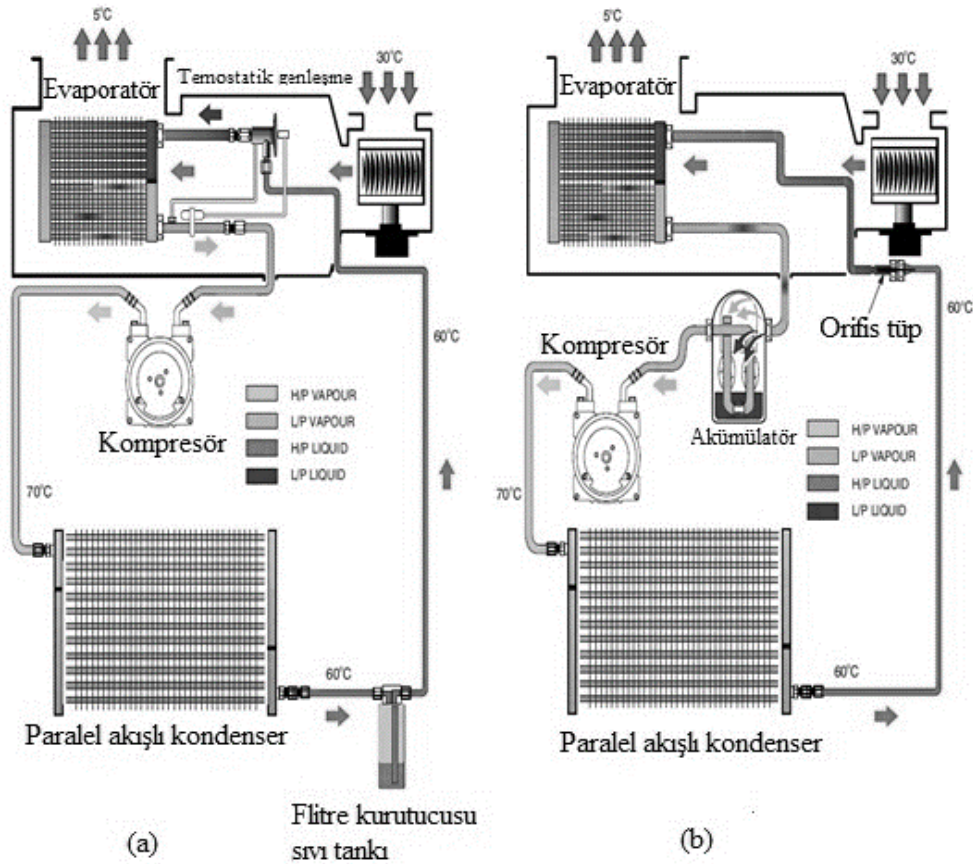 5°C
Evaporatör
Temostatik genleşme
30°C
60°C
Kompresör
H/P VAPOUR
L/P VAPOUR
H/P LIQUID
L/P LIQUID
70°C
60°C
Paralel akışlı kondenser
Flitre kurutucusu
sıvı tankı
(a)
5°C
Evaporatör
30°C
Orifis tüp
60°C
Kompresör
Akümülatör
H/P VAPOUR
L/P VAPOUR
H/P LIQUID
L/P LIQUID
70°C
60°C
Paralel akışlı kondenser
(b)